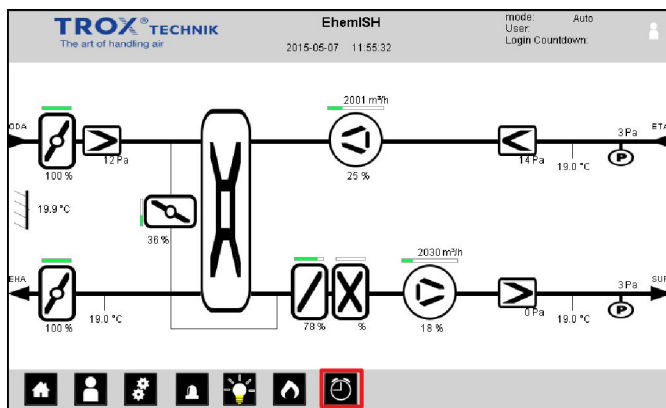 TROX® TECHNIK
The art of handling air
EhemISH
2015-05-07 11:55:32
mode: Auto
User:
Login Countdown:
2001 m³/h
ODA
ETA
3 Pa
12 Pa
14 Pa
P
100 %
25 %
19.0 °C
19.9 °C
36 %
2030 m³/h
EHA
SUP
3 Pa
19.0 °C
0 Pa
P
100 %
78 %
%
18 %
19.0 °C